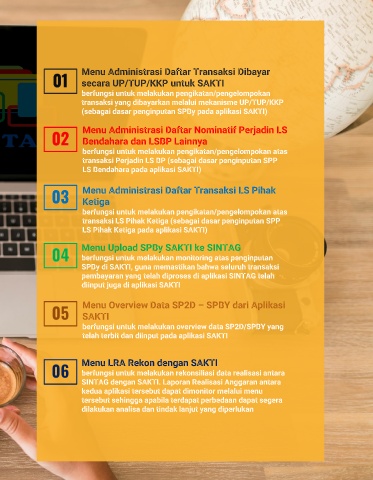 01
Menu Administrasi Daftar Transaksi Dibayar
secara UP/TUP/KKP untuk SAKTI
berfungsi untuk melakukan pengikatan/pengelompokan
transaksi yang dibayarkan melalui mekanisme UP/TUP/KKP
(sebagai dasar penginputan SPBy pada aplikasi SAKTI)
02
Menu Administrasi Daftar Nominatif Perjadin LS
Bendahara dan LSBP Lainnya
berfungsi untuk melakukan pengikatan/pengelompokan atas
transaksi Perjadin LS BP (sebagai dasar penginputan SPP
LS Bendahara pada aplikasi SAKTI)
03
Menu Administrasi Daftar Transaksi LS Pihak
Ketiga
berfungsi untuk melakukan pengikatan/pengelompokan atas
transaksi LS Pihak Ketiga (sebagai dasar penginputan SPP
LS Pihak Ketiga pada aplikasi SAKTI)
04
Menu Upload SPBy SAKTI ke SINTAG
berfungsi untuk melakukan monitoring atas penginputan
SPBy di SAKTI, guna memastikan bahwa seluruh transaksi
pembayaran yang telah diproses di aplikasi SINTAG telah
diinput juga di aplikasi SAKTI
05
Menu Overview Data SP2D – SPBY dari Aplikasi
SAKTI
berfungsi untuk melakukan overview data SP2D/SPBY yang
telah terbit dan diinput pada aplikasi SAKTI
06
Menu LRA Rekon dengan SAKTI
berfungsi untuk melakukan rekonsiliasi data realisasi antara
SINTAG dengan SAKTI. Laporan Realisasi Anggaran antara
kedua aplikasi tersebut dapat dimonitor melalui menu
tersebut sehingga apabila terdapat perbedaan dapat segera
dilakukan analisa dan tindak lanjut yang diperlukan